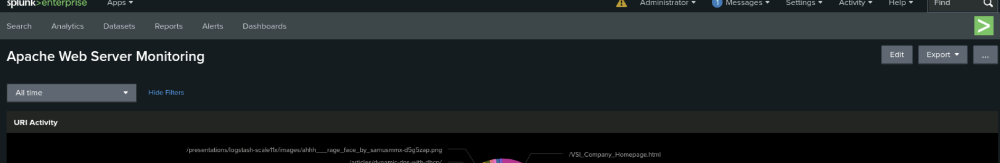 splunk>enterprise Apps Administrator 1 Messages Settings Activity Help Find
Search Analytics Datasets Reports Alerts Dashboards >
Apache Web Server Monitoring Edit Export ...
All time Hide Filters
URI Activity
/presentations/logstash-scale11x/images/ahhh___rage_face_by_samusmmx-d5g5zap.png
/VSI_Company_Homepage.html
/articles/dynamic-dns-with-dhcp/